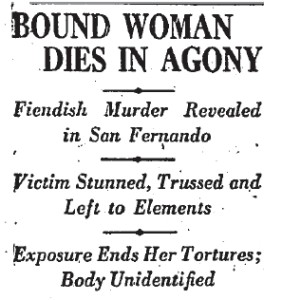 BOUND WOMAN
DIES IN AGONY
Fiendish Murder Revealed
in San Fernando
Victim Stunned, Trussed and
Left to Elements
Exposure Ends Her Tortures;
Body Unidentified